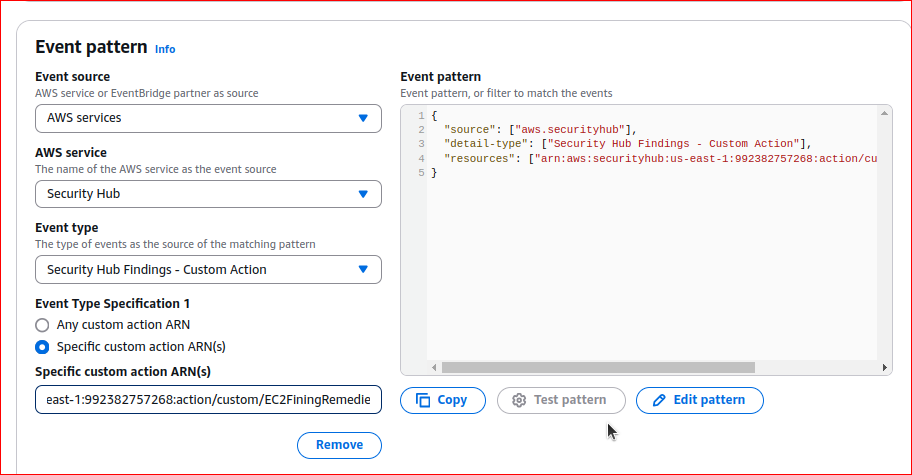 Event pattern Info
Event source
AWS service or EventBridge partner as source
AWS services
AWS service
The name of the AWS service as the event source
Security Hub
Event type
The type of events as the source of the matching pattern
Security Hub Findings - Custom Action
Event Type Specification 1
Any custom action ARN
Specific custom action ARN(s)
Specific custom action ARN(s)
east-1:992382757268:action/custom/EC2FiningRemedie
Remove
Event pattern
Event pattern, or filter to match the events
1 {
2 "source": ["aws.securityhub"],
3 "detail-type": ["Security Hub Findings - Custom Action"],
4 "resources": ["arn:aws:securityhub:us-east-1:992382757268:action/cu
5 }
Copy
Test pattern
Edit pattern